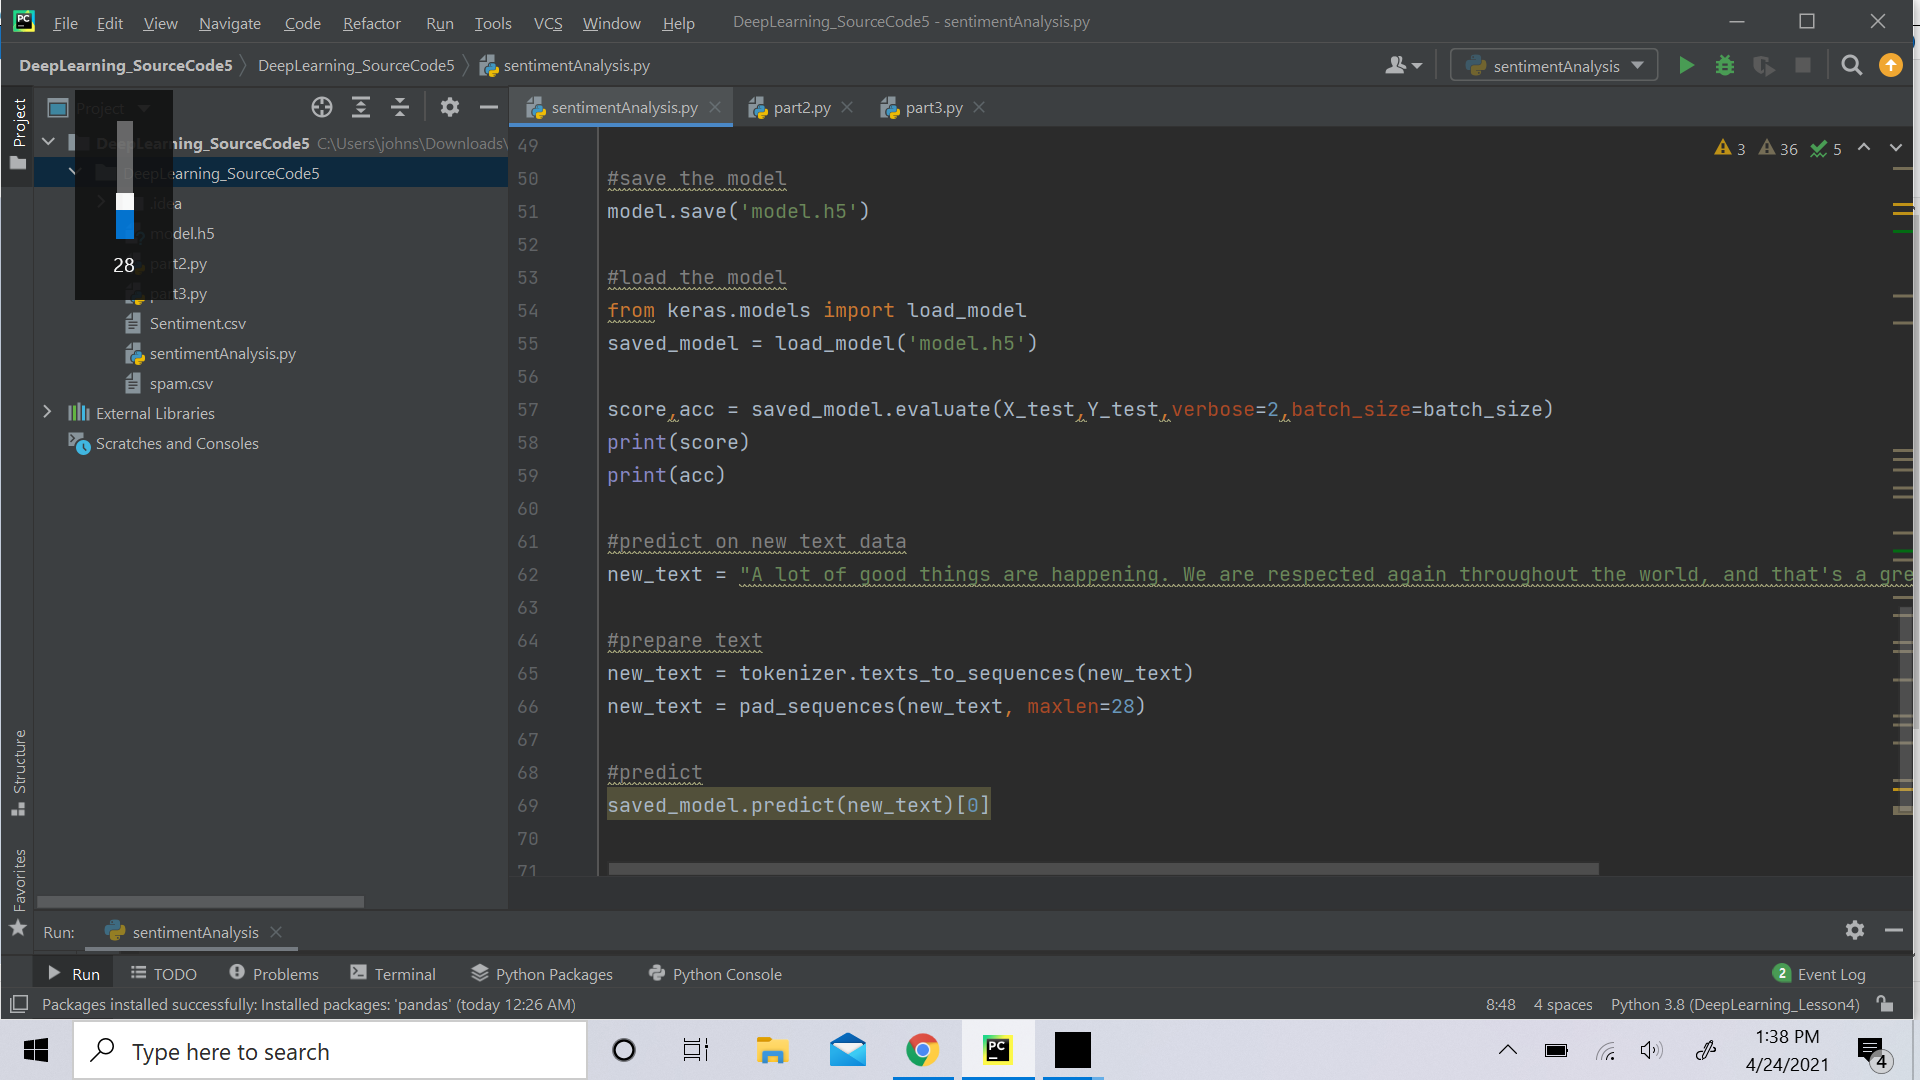 PC File Edit View Navigate Code Refactor Run Tools VCS Window Help DeepLearning_SourceCode5 - sentimentAnalysis.py
DeepLearning_SourceCode5 DeepLearning_SourceCode5 sentimentAnalysis.py sentimentAnalysis
Project
Project
sentimentAnalysis.py part2.py part3.py
DeepLearning_SourceCode5 C:\Users\johns\Downloads\
DeepLearning_SourceCode5
idea
model.h5
28
part2.py
part3.py
Sentiment.csv
sentimentAnalysis.py
spam.csv
External Libraries
Scratches and Consoles
Structure
Favorites
3 36 5
49
50 #save the model
51 model.save('model.h5')
52
53 #load the model
54 from keras.models import load_model
55 saved_model = load_model('model.h5')
56
57 score,acc = saved_model.evaluate(X_test,Y_test,verbose=2,batch_size=batch_size)
58 print(score)
59 print(acc)
60
61 #predict on new text data
62 new_text = "A lot of good things are happening. We are respected again throughout the world, and that's a gre
63
64 #prepare text
65 new_text = tokenizer.texts_to_sequences(new_text)
66 new_text = pad_sequences(new_text, maxlen=28)
67
68 #predict
69 saved_model.predict(new_text)[0]
70
71
Run: sentimentAnalysis
Run TODO Problems Terminal Python Packages Python Console 2 Event Log
Packages installed successfully: Installed packages: 'pandas' (today 12:26 AM) 8:48 4 spaces Python 3.8 (DeepLearning_Lesson4)
Type here to search
PC
1:38 PM
4/24/2021
4